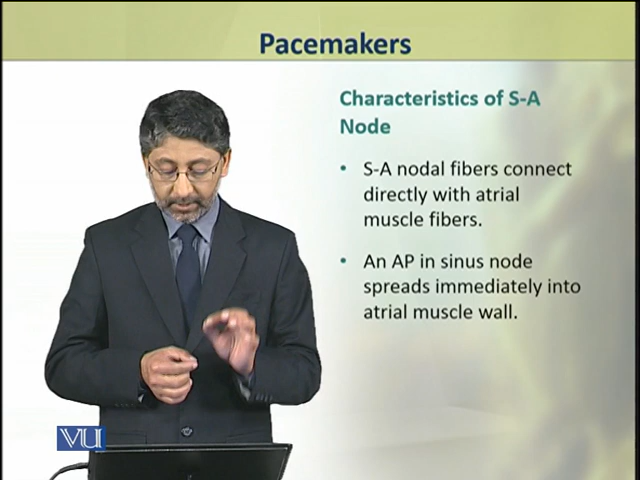 Pacemakers
Characteristics of S-A
Node
• S-A nodal fibers connect
directly with atrial
muscle fibers.
• An AP in sinus node
spreads immediately into
atrial muscle wall.
VU